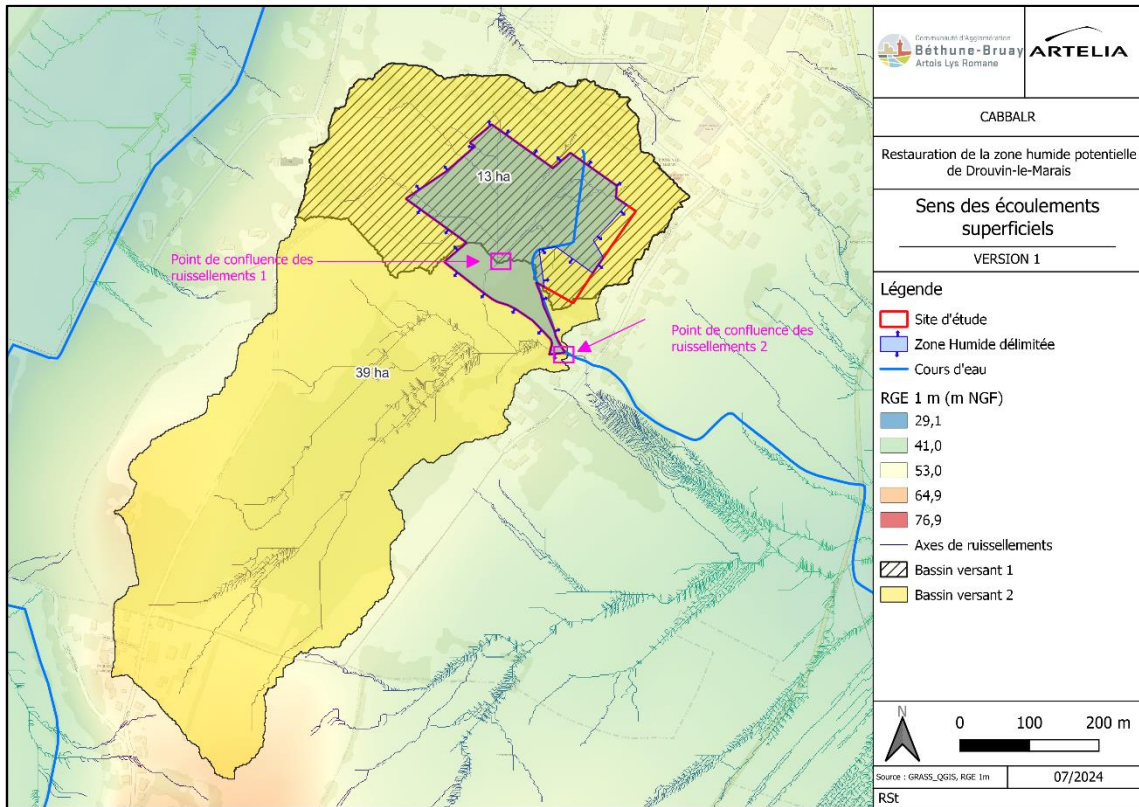 13 ha
Point de confluence des
ruissellements 1
Point de confluence des
ruissellements 2
39 ha
Communauté d'Agglomération
Béthune-Bruay
Artois Lys Romane
ARTELIA
CABBALR
Restauration de la zone humide potentielle
de Drouvin-le-Marais
Sens des écoulements
superficiels
VERSION 1
Légende
Site d'étude
Zone Humide délimitée
Cours d'eau
RGE 1 m (m NGF)
29,1
41,0
53,0
64,9
76,9
Axes de ruissellements
Bassin versant 1
Bassin versant 2
N
0 100 200 m
Source : GRASS_QGIS, RGE 1m
07/2024
RSt